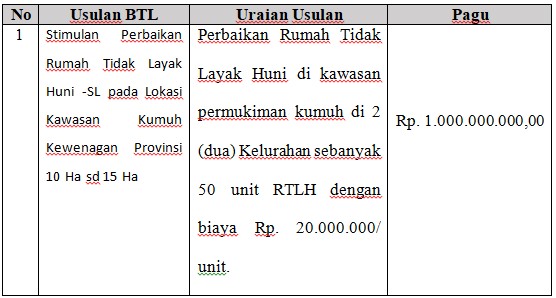 No Usulan BTL Uraian Usulan Pagu
1 Stimulan Perbaikan
Rumah Tidak Layak
Huni -SL pada Lokasi
Kawasan Kumuh
Kewenagan Provinsi
10 Ha sd 15 Ha
Perbaikan Rumah Tidak
Layak Huni di kawasan
permukiman kumuh di 2
(dua) Kelurahan sebanyak
50 unit RTLH dengan
biaya Rp. 20.000.000/
unit.
Rp. 1.000.000.000,00